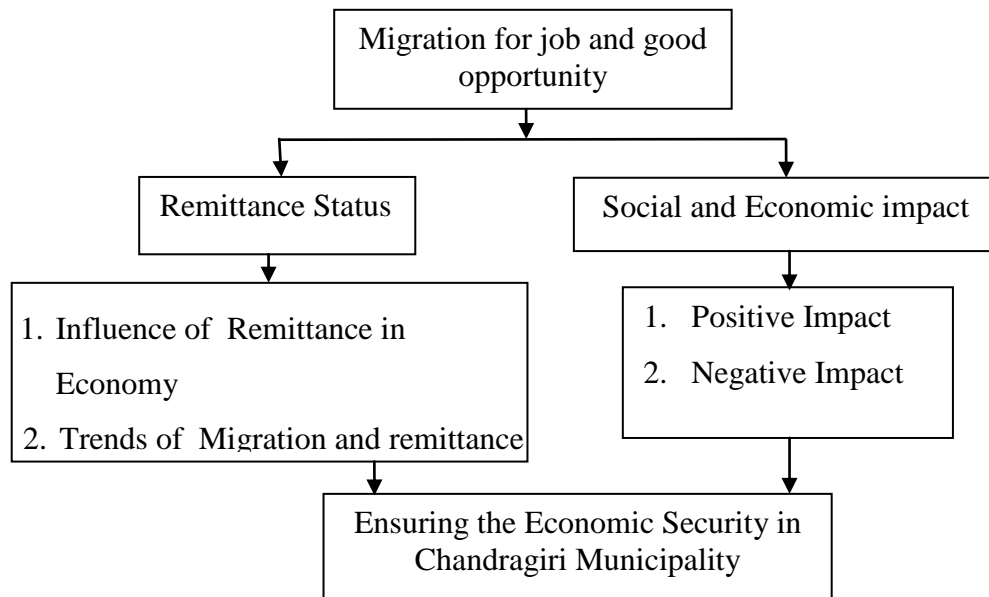 Migration for job and good
opportunity
Remittance Status
Social and Economic impact
1. Influence of Remittance in
Economy
2. Trends of Migration and remittance
1. Positive Impact
2. Negative Impact
Ensuring the Economic Security in
Chandragiri Municipality